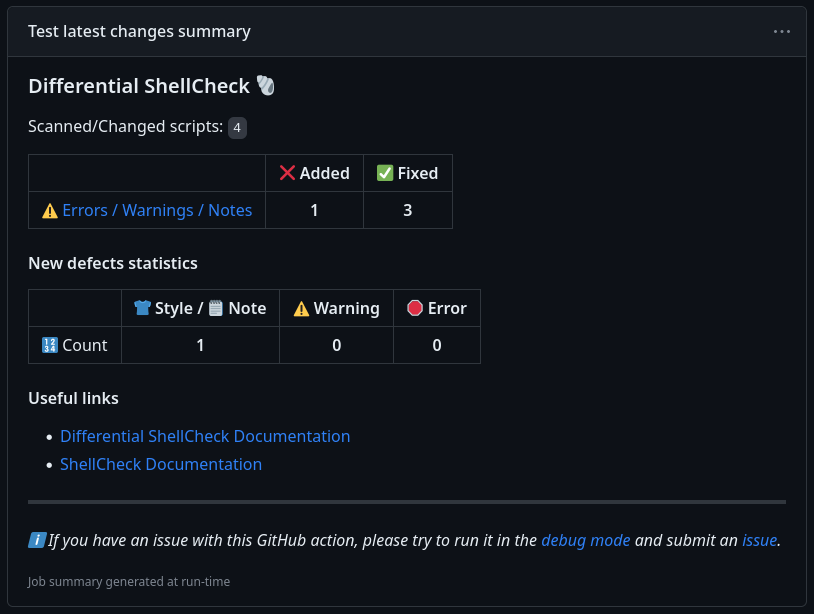 Test latest changes summary
Differential ShellCheck 🐚
Scanned/Changed scripts: 4
❌ Added ✅ Fixed
⚠️ Errors / Warnings / Notes 1 3
New defects statistics
👕 Style / 🗒️ Note ⚠️ Warning 🛑 Error
🔢 Count 1 0 0
Useful links
• Differential ShellCheck Documentation
• ShellCheck Documentation
ℹ️ If you have an issue with this GitHub action, please try to run it in the debug mode and submit an issue.
Job summary generated at run-time